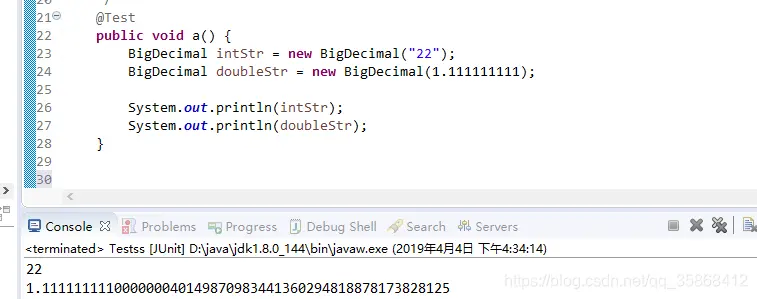 21 @Test
22 public void a() {
23 BigDecimal intStr = new BigDecimal("22");
24 BigDecimal doubleStr = new BigDecimal(1.111111111);
25
26 System.out.println(intStr);
27 System.out.println(doubleStr);
28 }
29
30
Console Problems Progress Debug Shell Search Servers
<terminated> Testss [JUnit] D:\java\jdk1.8.0_144\bin\javaw.exe (2019年4月4日 下午4:34:14)
22
1.111111111000000040149870983441360294818878173828125
https://blog.csdn.net/qq_35868412